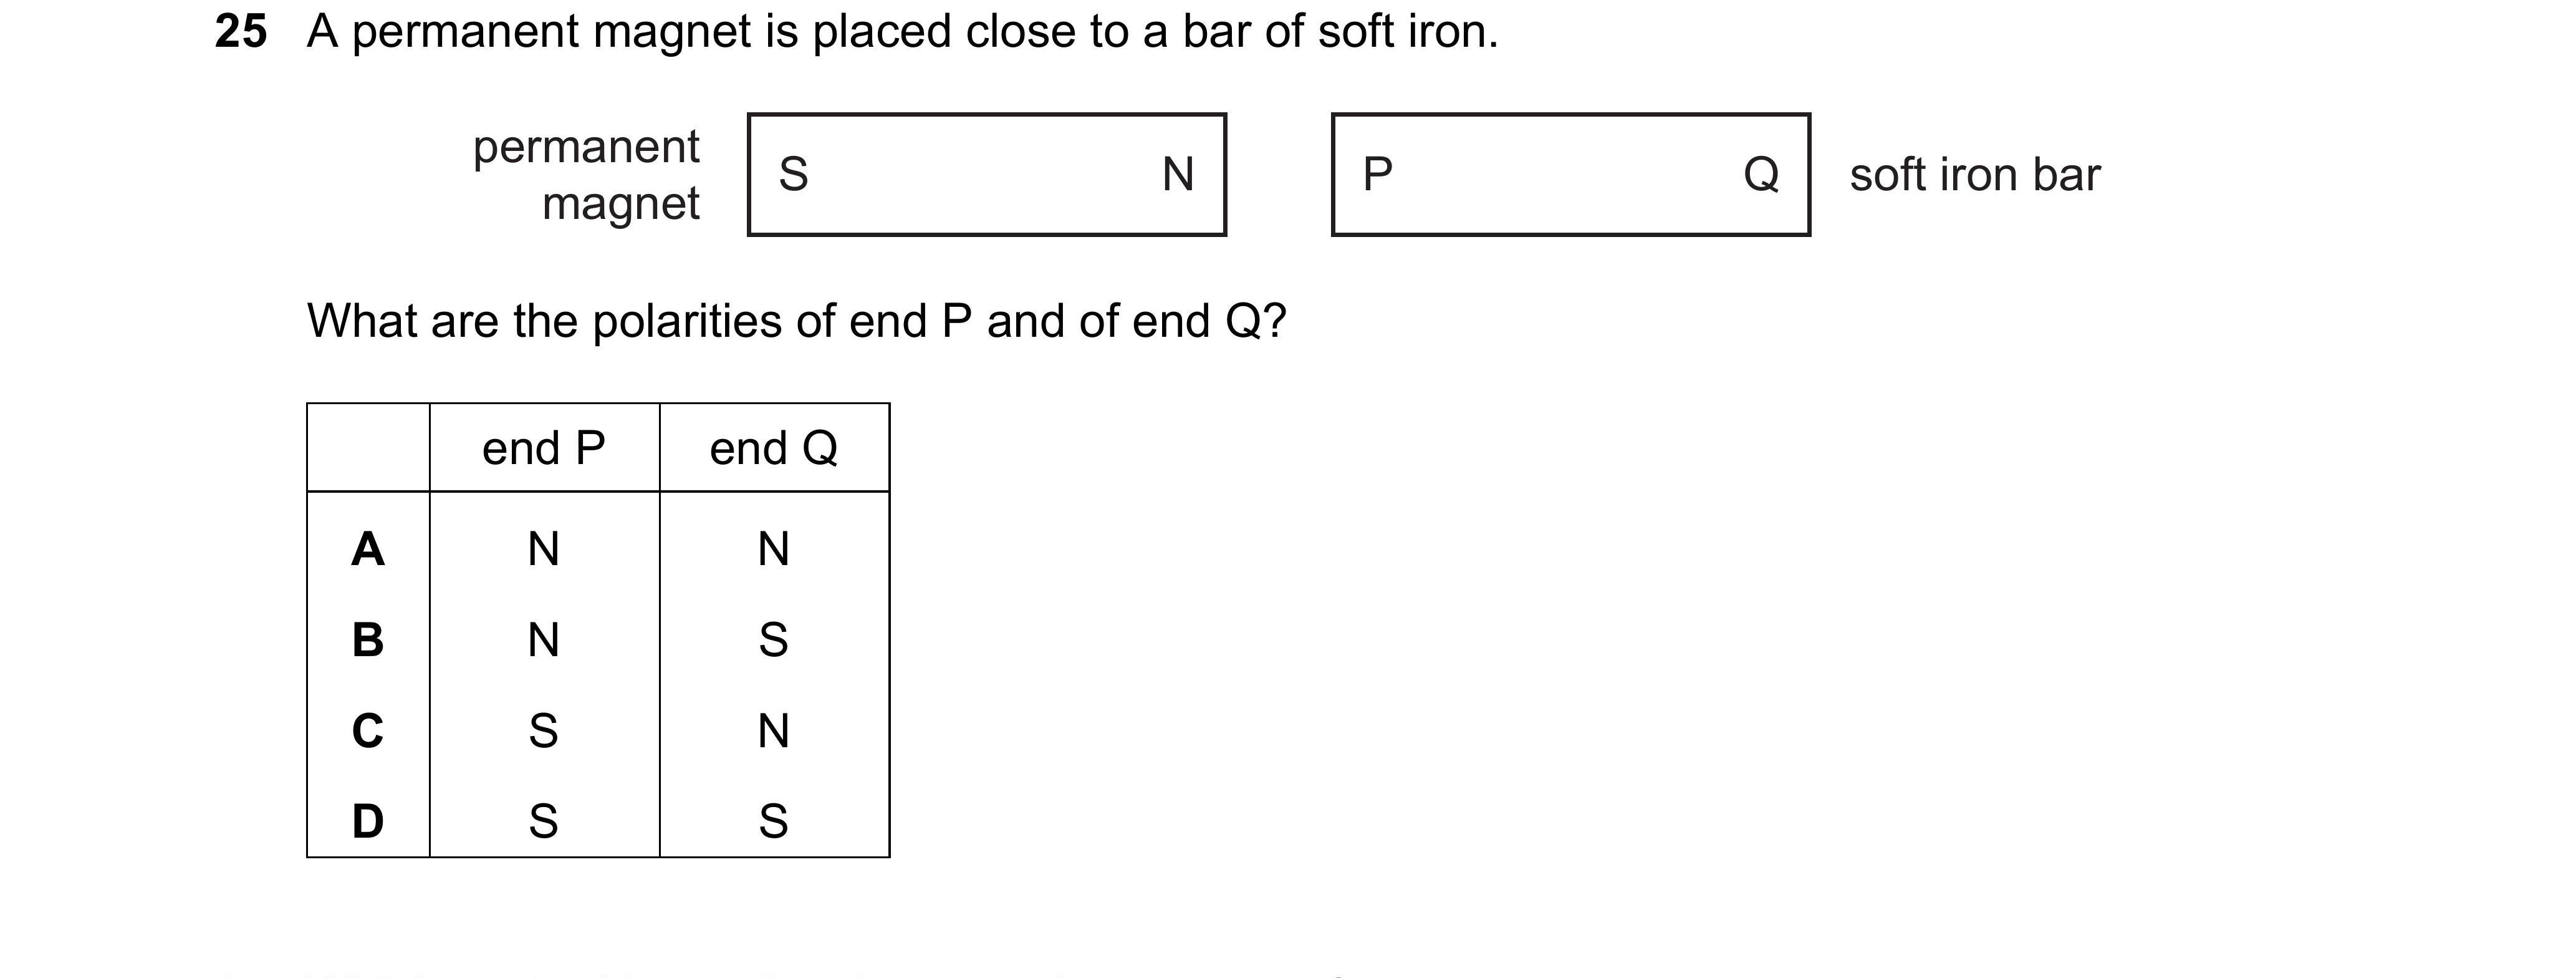 25 A permanent magnet is placed close to a bar of soft iron.
permanent
magnet
S N P Q soft iron bar
What are the polarities of end P and of end Q?
end P end Q
A N N
B N S
C S N
D S S